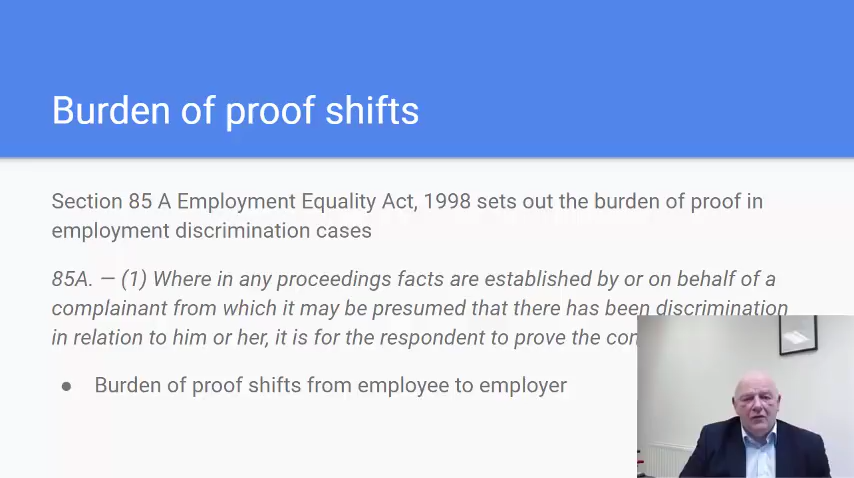 Burden of proof shifts
Section 85 A Employment Equality Act, 1998 sets out the burden of proof in
employment discrimination cases
85A. — (1) Where in any proceedings facts are established by or on behalf of a
complainant from which it may be presumed that there has been discrimination
in relation to him or her, it is for the respondent to prove the
● Burden of proof shifts from employee to employer